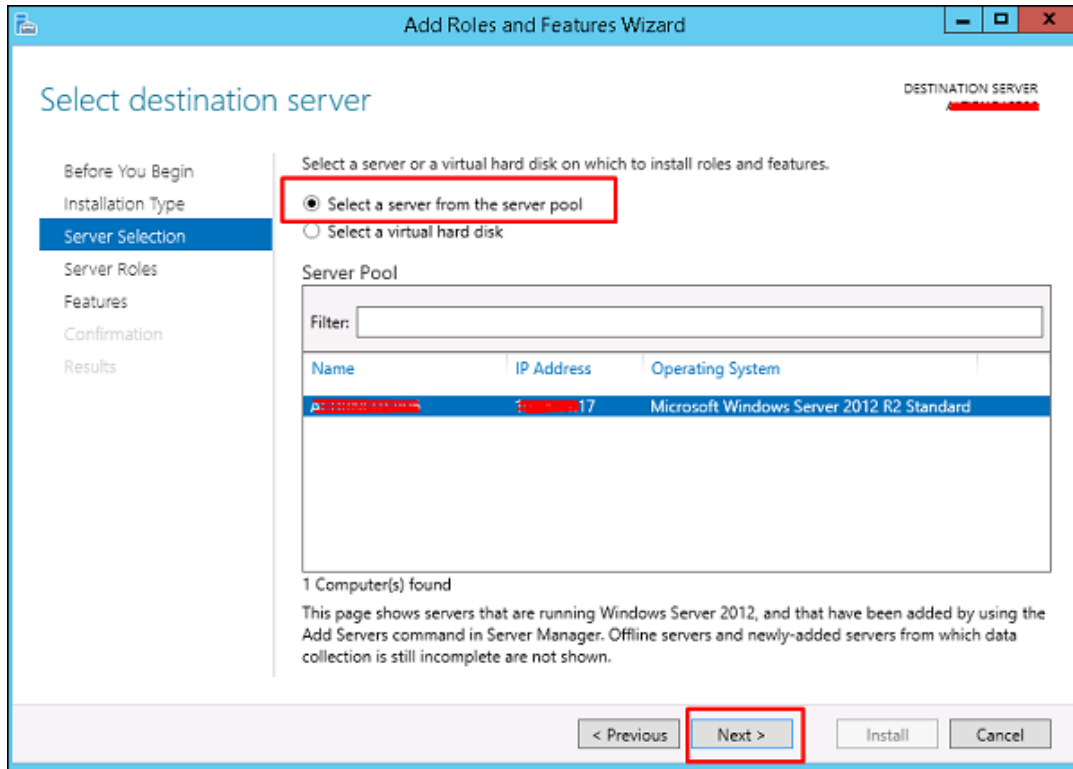 Add Roles and Features Wizard
Select destination server
DESTINATION SERVER
Before You Begin
Installation Type
Server Selection
Server Roles
Features
Confirmation
Results
Select a server or a virtual hard disk on which to install roles and features.
Select a server from the server pool
Select a virtual hard disk
Server Pool
Filter:
Name IP Address Operating System
17 Microsoft Windows Server 2012 R2 Standard
1 Computer(s) found
This page shows servers that are running Windows Server 2012, and that have been added by using the
Add Servers command in Server Manager. Offline servers and newly-added servers from which data
collection is still incomplete are not shown.
< Previous Next > Install Cancel